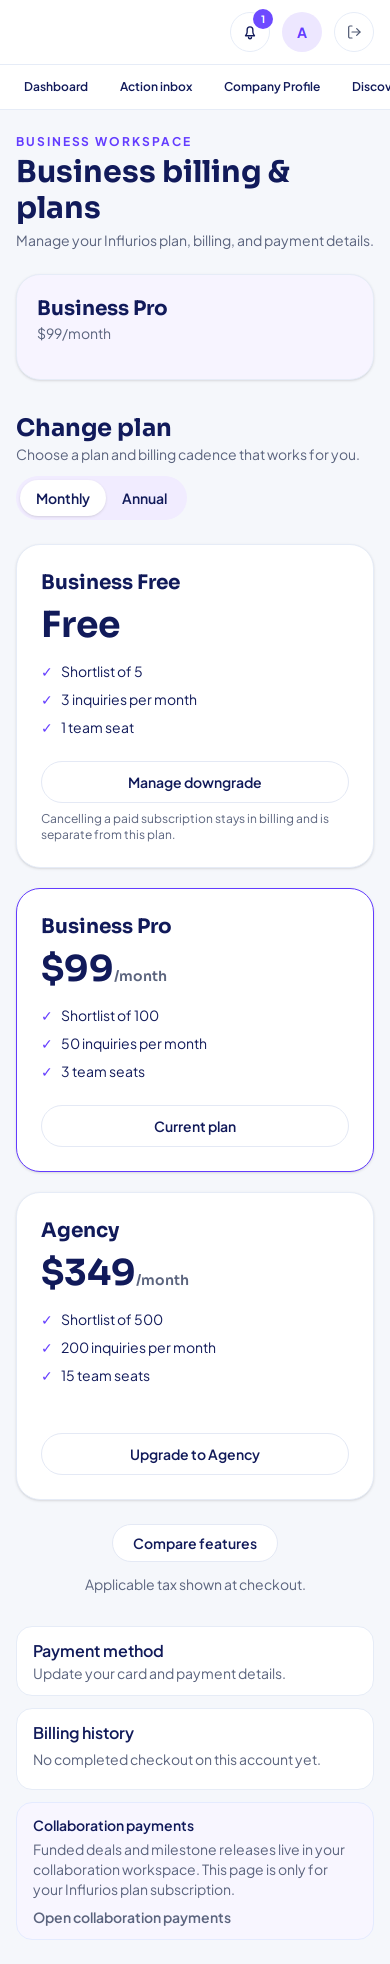 1
A
Dashboard
Action inbox
Company Profile
Discov
BUSINESS WORKSPACE
Business billing &
plans
Manage your Influrios plan, billing, and payment details.
Business Pro
$99/month
Change plan
Choose a plan and billing cadence that works for you.
Monthly
Annual
Business Free
Free
✓ Shortlist of 5
✓ 3 inquiries per month
✓ 1 team seat
Manage downgrade
Cancelling a paid subscription stays in billing and is
separate from this plan.
Business Pro
$99/month
✓ Shortlist of 100
✓ 50 inquiries per month
✓ 3 team seats
Current plan
Agency
$349/month
✓ Shortlist of 500
✓ 200 inquiries per month
✓ 15 team seats
Upgrade to Agency
Compare features
Applicable tax shown at checkout.
Payment method
Update your card and payment details.
Billing history
No completed checkout on this account yet.
Collaboration payments
Funded deals and milestone releases live in your
collaboration workspace. This page is only for
your Influrios plan subscription.
Open collaboration payments